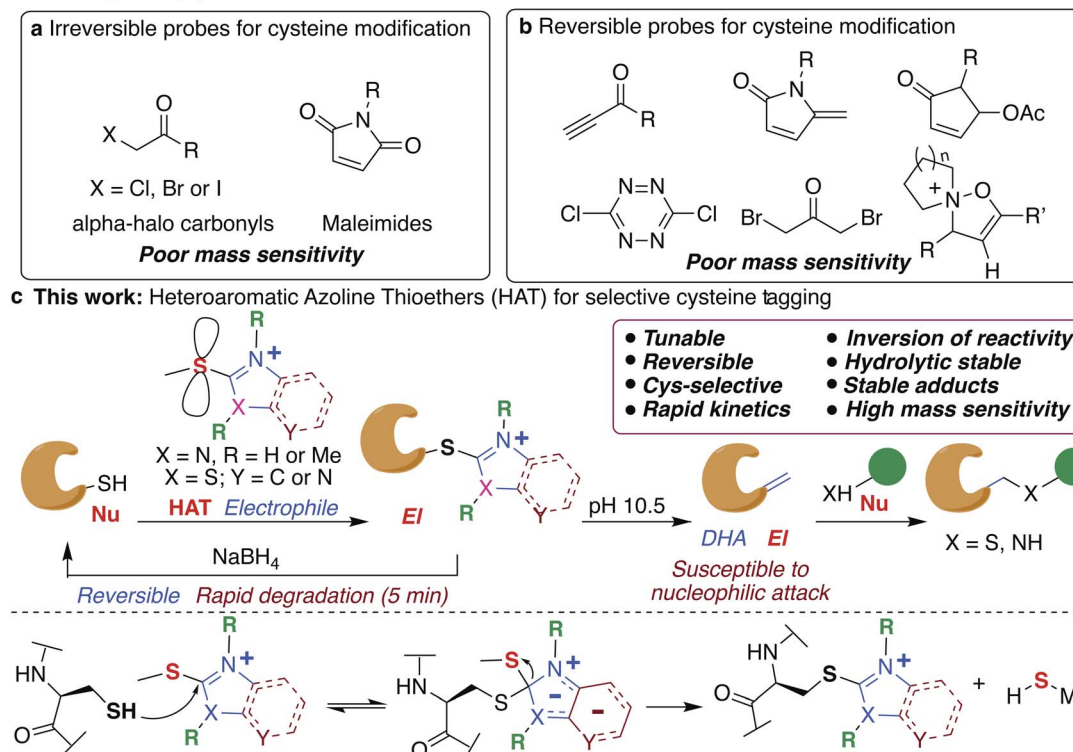 a Irreversible probes for cysteine modification
O
X
R
X = Cl, Br or I
alpha-halo carbonyls
R
O
N
O
Maleimides
Poor mass sensitivity
b Reversible probes for cysteine modification
O
R
R
O
N
R
O
OAc
N=N
Cl
Cl
N=N
O
Br
Br
( )n
+
N
O
R'
R
H
Poor mass sensitivity
c This work: Heteroaromatic Azoline Thioethers (HAT) for selective cysteine tagging
R
S
N +
X
R
Y
X = N, R = H or Me
X = S; Y = C or N
• Tunable
• Reversible
• Cys-selective
• Rapid kinetics
• Inversion of reactivity
• Hydrolytic stable
• Stable adducts
• High mass sensitivity
SH
Nu
HAT Electrophile
R
S
N +
X
R
Y
El
pH 10.5
DHA El
Susceptible to
nucleophilic attack
XH
Nu
X
X = S, NH
NaBH4
Reversible Rapid degradation (5 min)
HN
O
SH
R
S
N +
X
R
Y
HN
O
S
S
R
N +
−
−
X
R
Y
HN
O
S
R
N +
X
R
Y
+
H S M